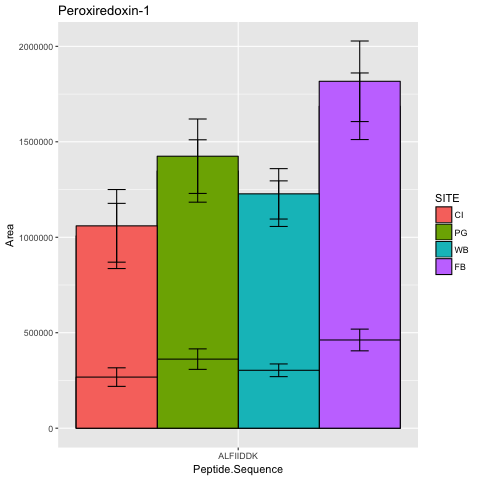 Peroxiredoxin-1
2000000
1500000
1000000
500000
0
Area
ALFIIDDK
Peptide.Sequence
SITE
CI
PG
WB
FB